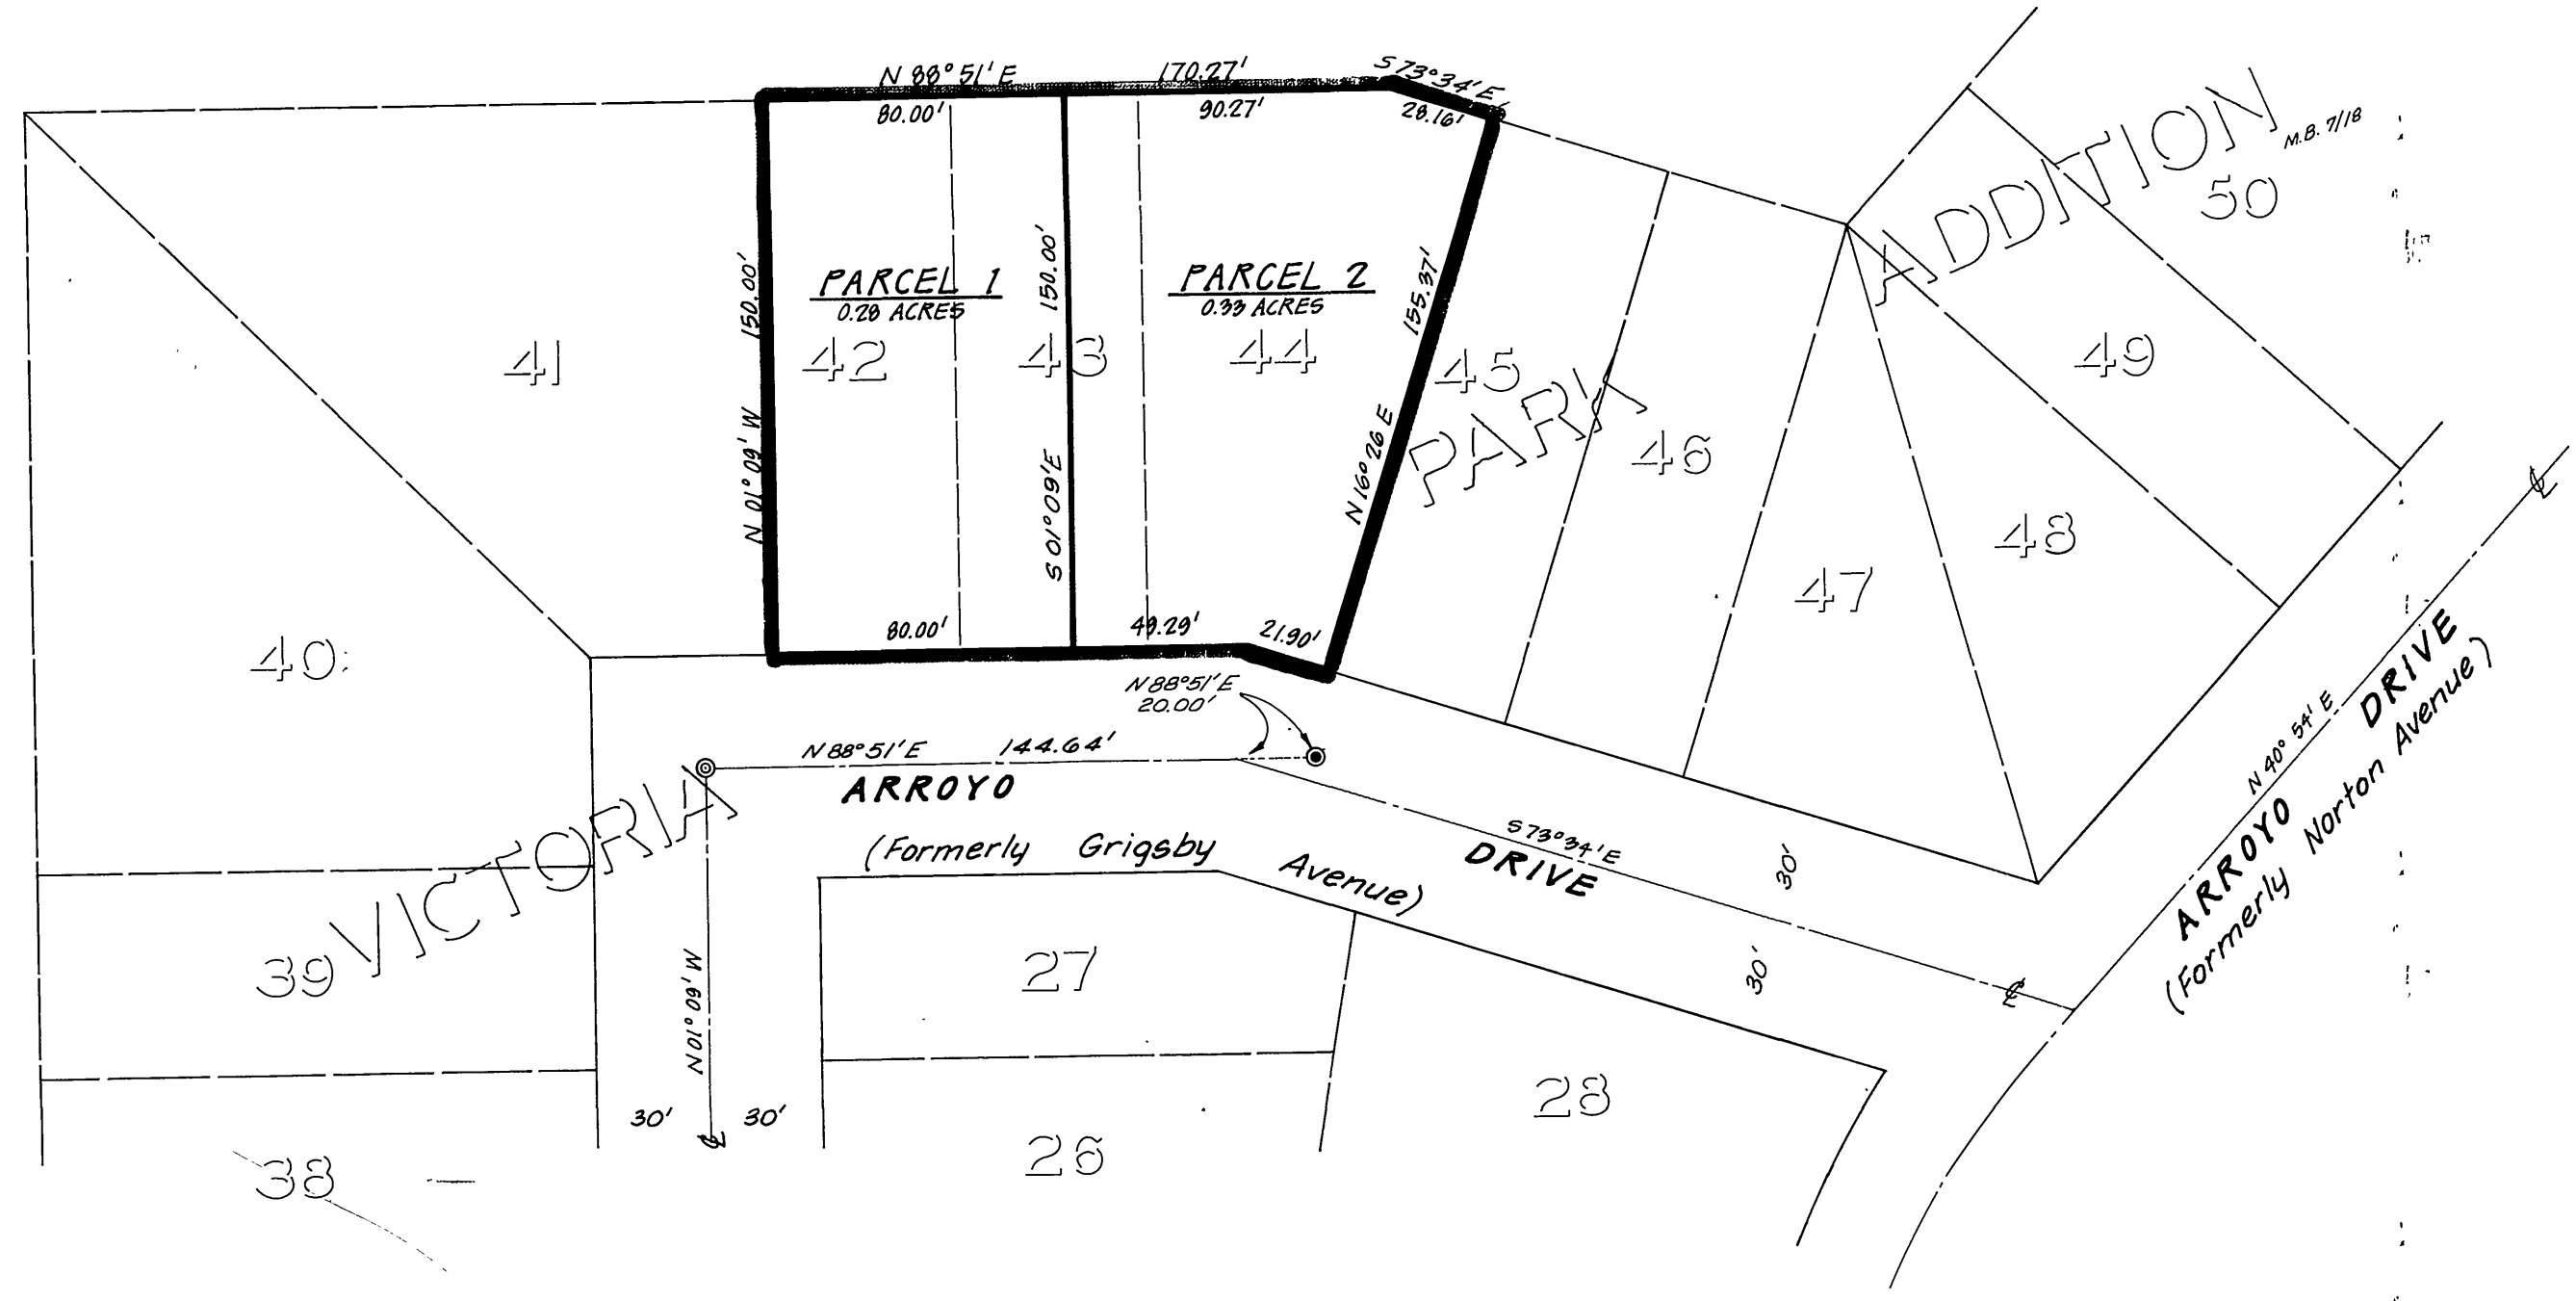 N 88°51' E 170.27' S 73°34' E
80.00' 90.27' 28.16'
VICTORIA PARK ADDITION M.B. 7/18
50
150.00'
N 01°09' W
PARCEL 1
0.28 ACRES
150.00'
S 01°09' E
PARCEL 2
0.33 ACRES
155.37'
N 16°26 E
41 42 43 44 45 46 47 48 49
40
80.00' 49.29' 21.90'
N 88°51' E
20.00'
N 88°51' E 144.64'
ARROYO DRIVE
(Formerly Grigsby Avenue)
S 73°34' E
30'
30'
℄
N 40° 54' E
ARROYO DRIVE
(Formerly Norton Avenue)
℄
39
N 01° 09' W
27
30' 30'
℄
38 26 28